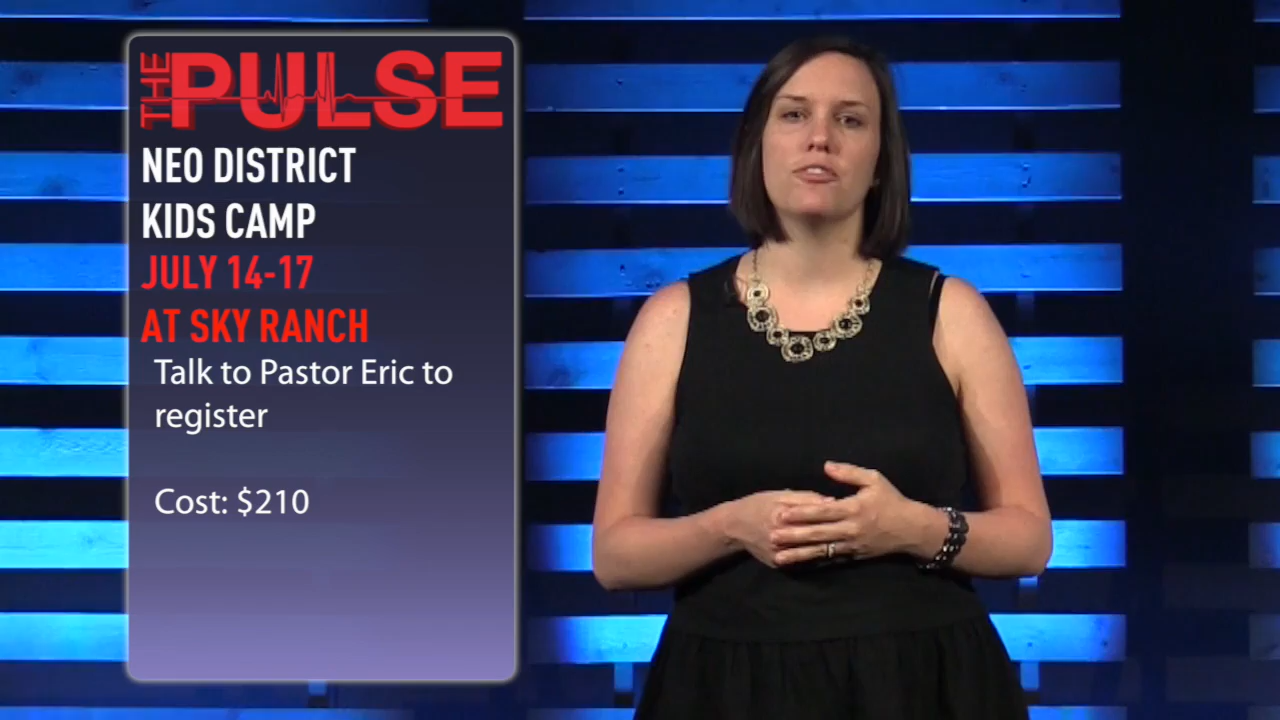 THE PULSE
NEO DISTRICT
KIDS CAMP
JULY 14-17
AT SKY RANCH
Talk to Pastor Eric to
register
Cost: $210